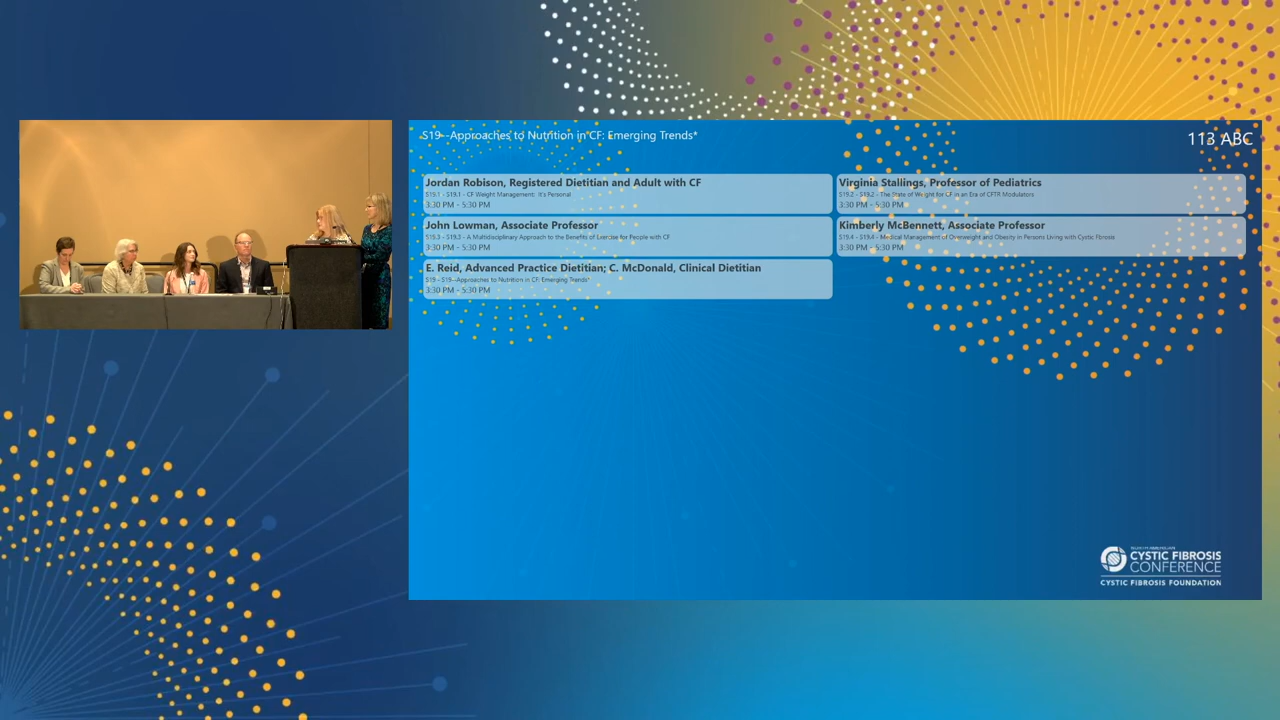 S19--Approaches to Nutrition in CF: Emerging Trends*
113 ABC
Jordan Robison, Registered Dietitian and Adult with CF
S19.1 - S19.1 - CF Weight Management: It's Personal
3:30 PM - 5:30 PM
Virginia Stallings, Professor of Pediatrics
S19.2 - S19.2 - The State of Weight for CF in an Era of CFTR Modulators
3:30 PM - 5:30 PM
John Lowman, Associate Professor
S19.3 - S19.3 - A Multidisciplinary Approach to the Benefits of Exercise for People with CF
3:30 PM - 5:30 PM
Kimberly McBennett, Associate Professor
S19.4 - S19.4 - Medical Management of Overweight and Obesity in Persons Living with Cystic Fibrosis
3:30 PM - 5:30 PM
E. Reid, Advanced Practice Dietitian; C. McDonald, Clinical Dietitian
S19 - S19--Approaches to Nutrition in CF: Emerging Trends*
3:30 PM - 5:30 PM
CYSTIC FIBROSIS
CONFERENCE
CYSTIC FIBROSIS FOUNDATION